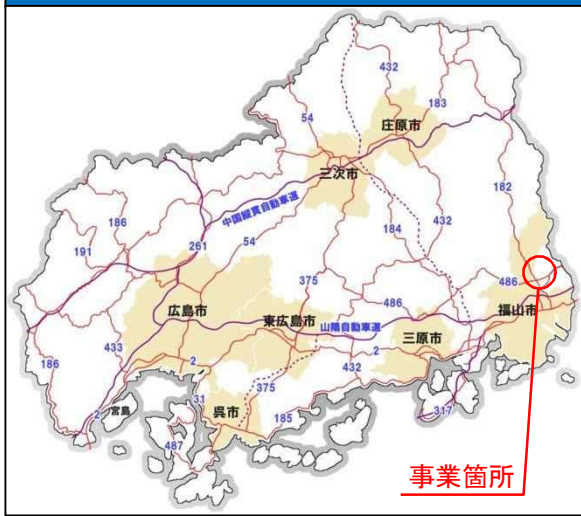 432
183
54
庄原市
三次市
182
中国縦貫自動車道
186
184
432
191
261
54
375
486
486
広島市
東広島市
山陽自動車道
福山市
三原市
433
2
2
186
432
375
31
185
317
2
宮島
呉市
487
事業箇所